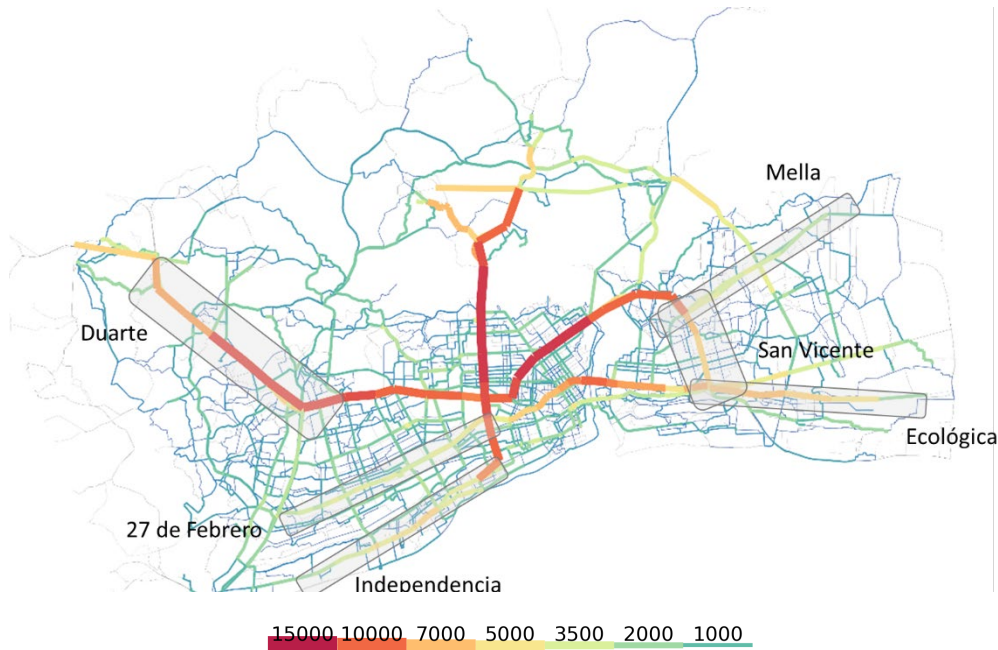 Mella
Duarte
San Vicente
Ecológica
27 de Febrero
Independencia
15000 10000 7000 5000 3500 2000 1000